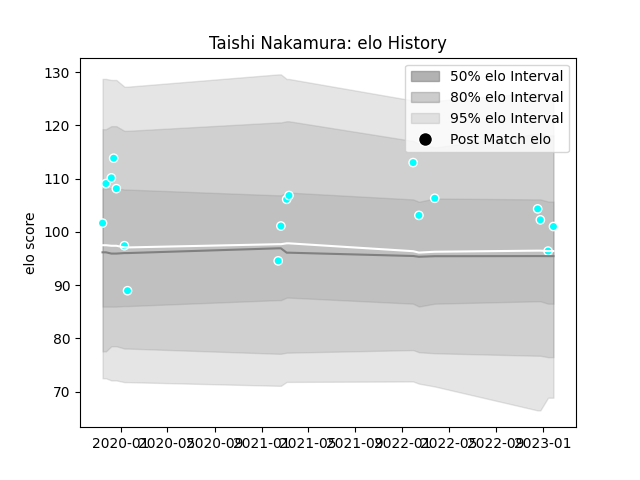 Taishi Nakamura: elo History
130
120
110
100
90
80
70
elo score
50% elo Interval
80% elo Interval
95% elo Interval
Post Match elo
2020-01 2020-05 2020-09 2021-01 2021-05 2021-09 2022-01 2022-05 2022-09 2023-01